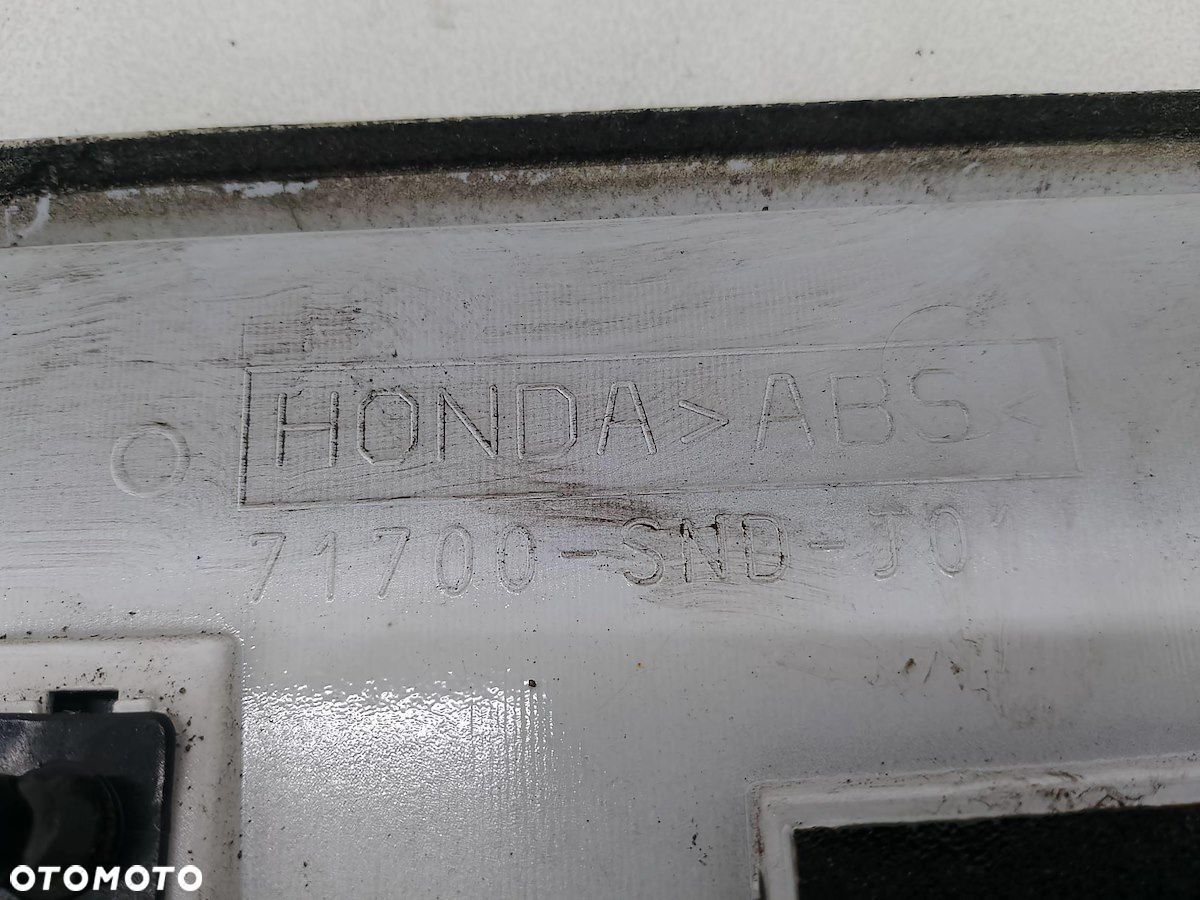 HONDA >ABS<
71700-SND-J01
OTOMOTO